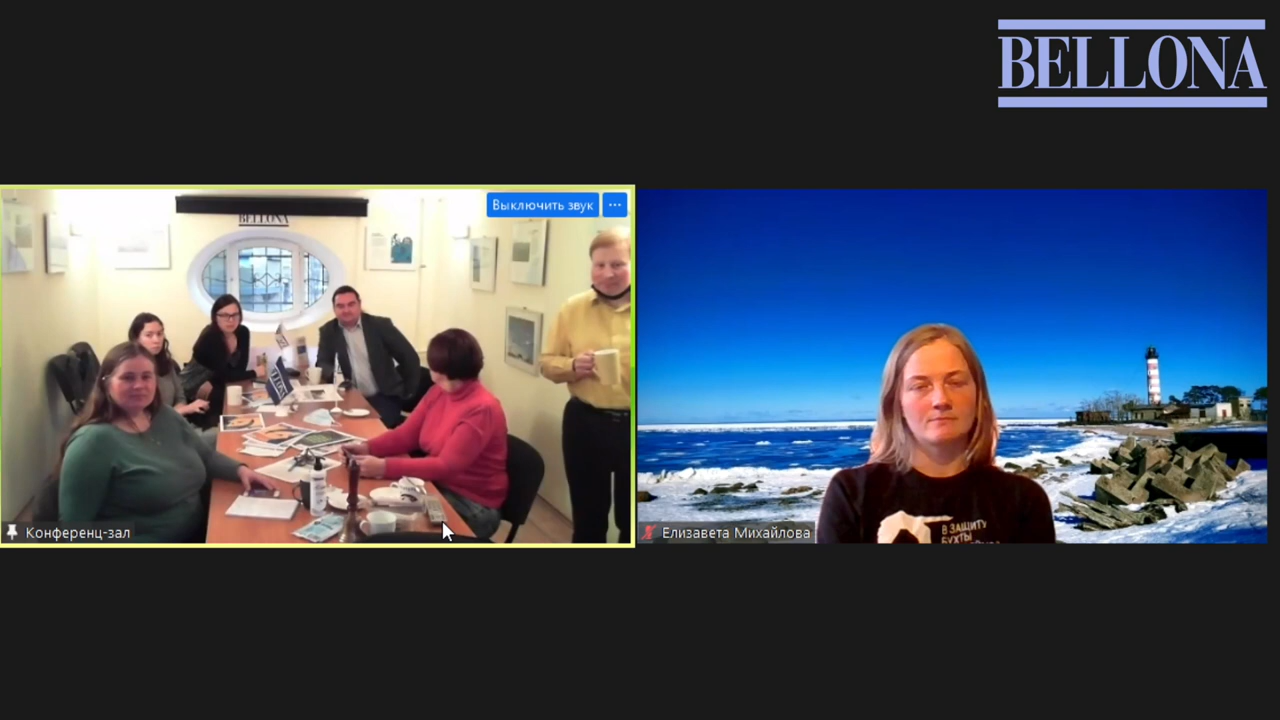 BELLONA
Выключить звук
BELLONA
Конференц-зал
Елизавета Михайлова
В ЗАЩИТУ
БУХТЫ